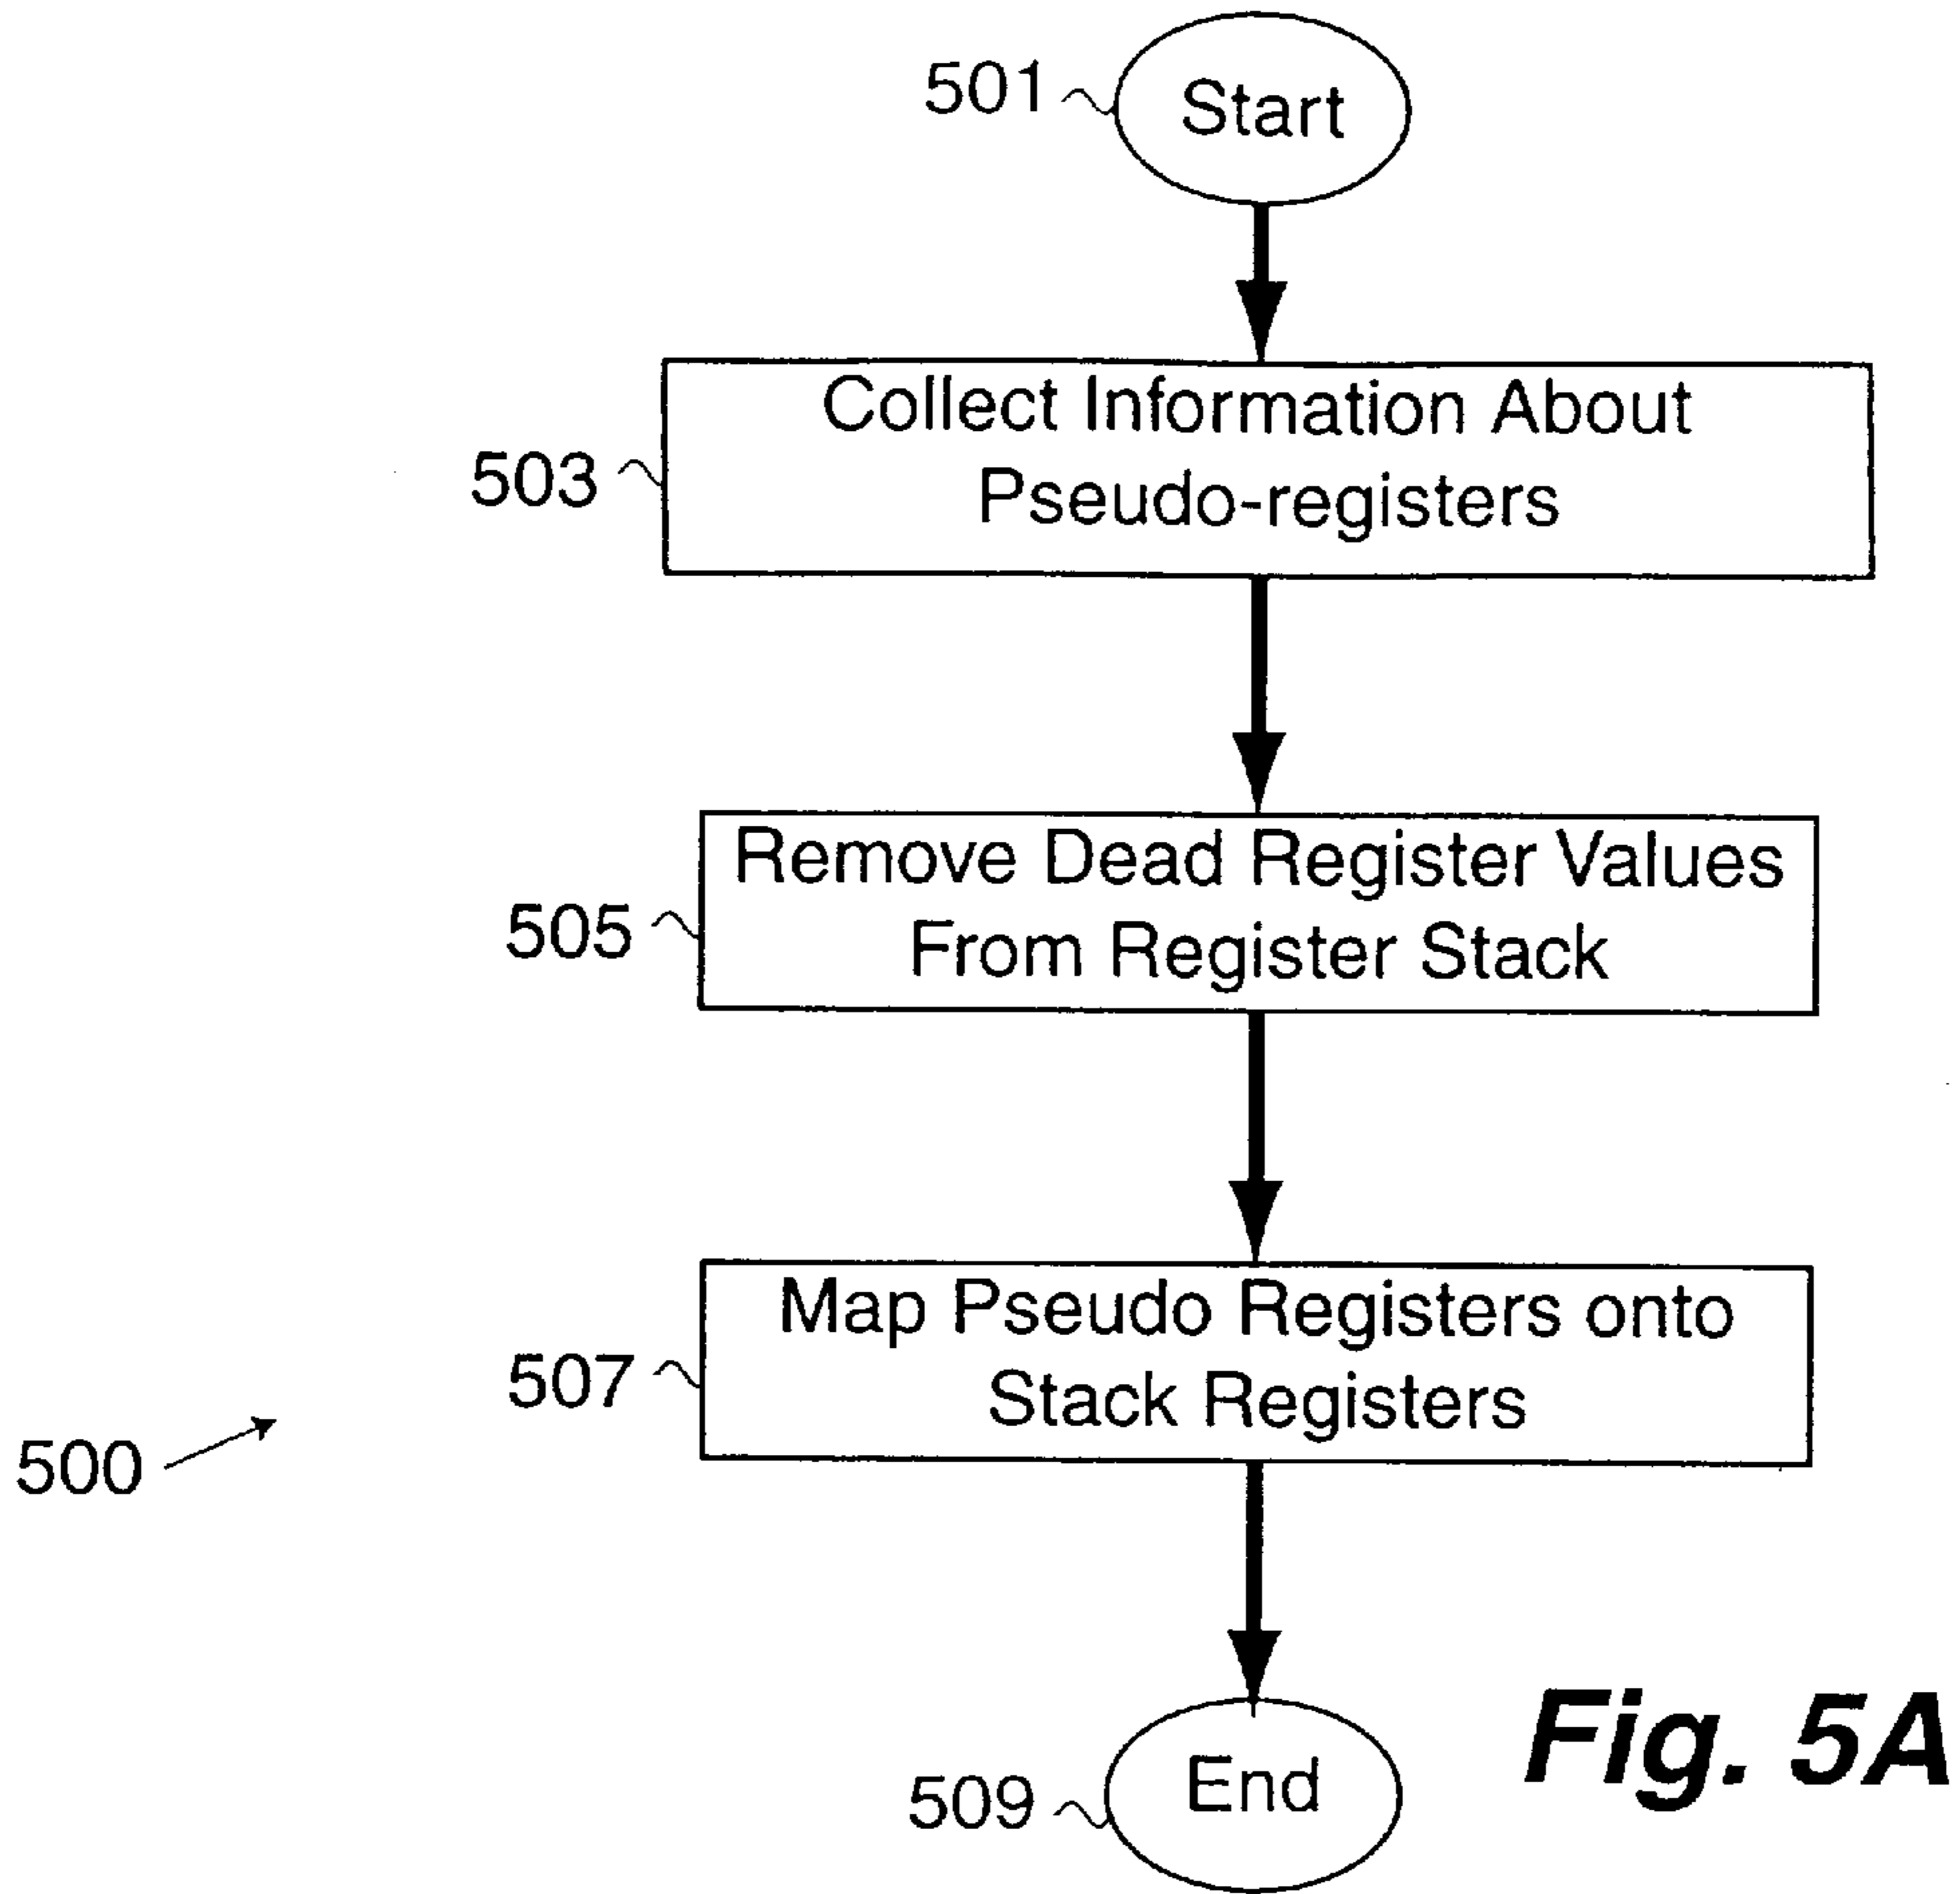 501
Start
Collect Information About
Pseudo-registers
503
Remove Dead Register Values
From Register Stack
505
Map Pseudo Registers onto
Stack Registers
507
500
End
509
Fig. 5A